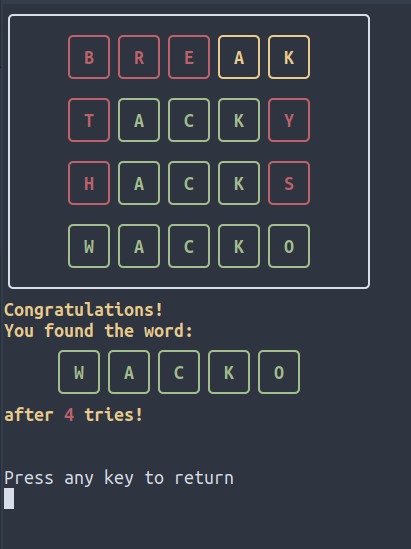 B R E A K
T A C K Y
H A C K S
W A C K O
Congratulations!
You found the word:
W A C K O
after 4 tries!
Press any key to return